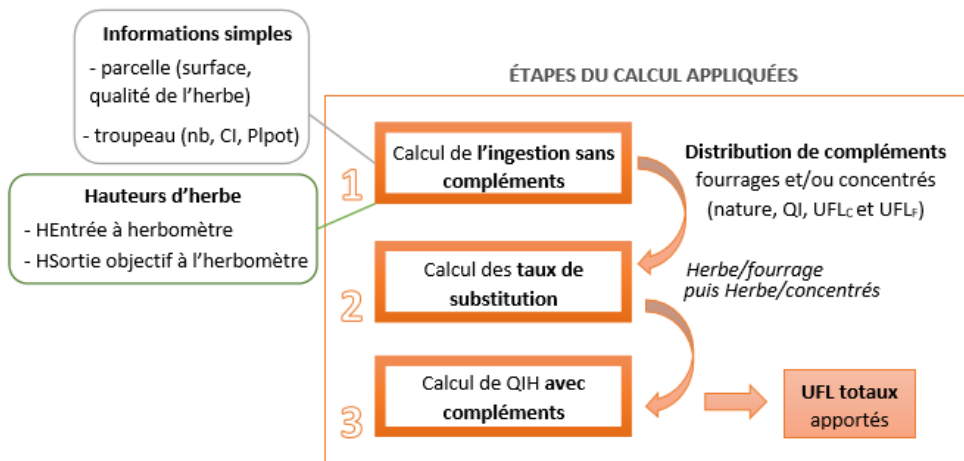 Informations simples
- parcelle (surface,
qualité de l'herbe)
- troupeau (nb, CI, Plpot)
Hauteurs d'herbe
- HEntrée à herbomètre
- HSortie objectif à l'herbomètre
ÉTAPES DU CALCUL APPLIQUÉES
1
Calcul de l'ingestion sans
compléments
Distribution de compléments
fourrages et/ou concentrés
(nature, QI, UFLC et UFLF)
2
Calcul des taux de
substitution
Herbe/fourrage
puis Herbe/concentrés
3
Calcul de QIH avec
compléments
UFL totaux
apportés